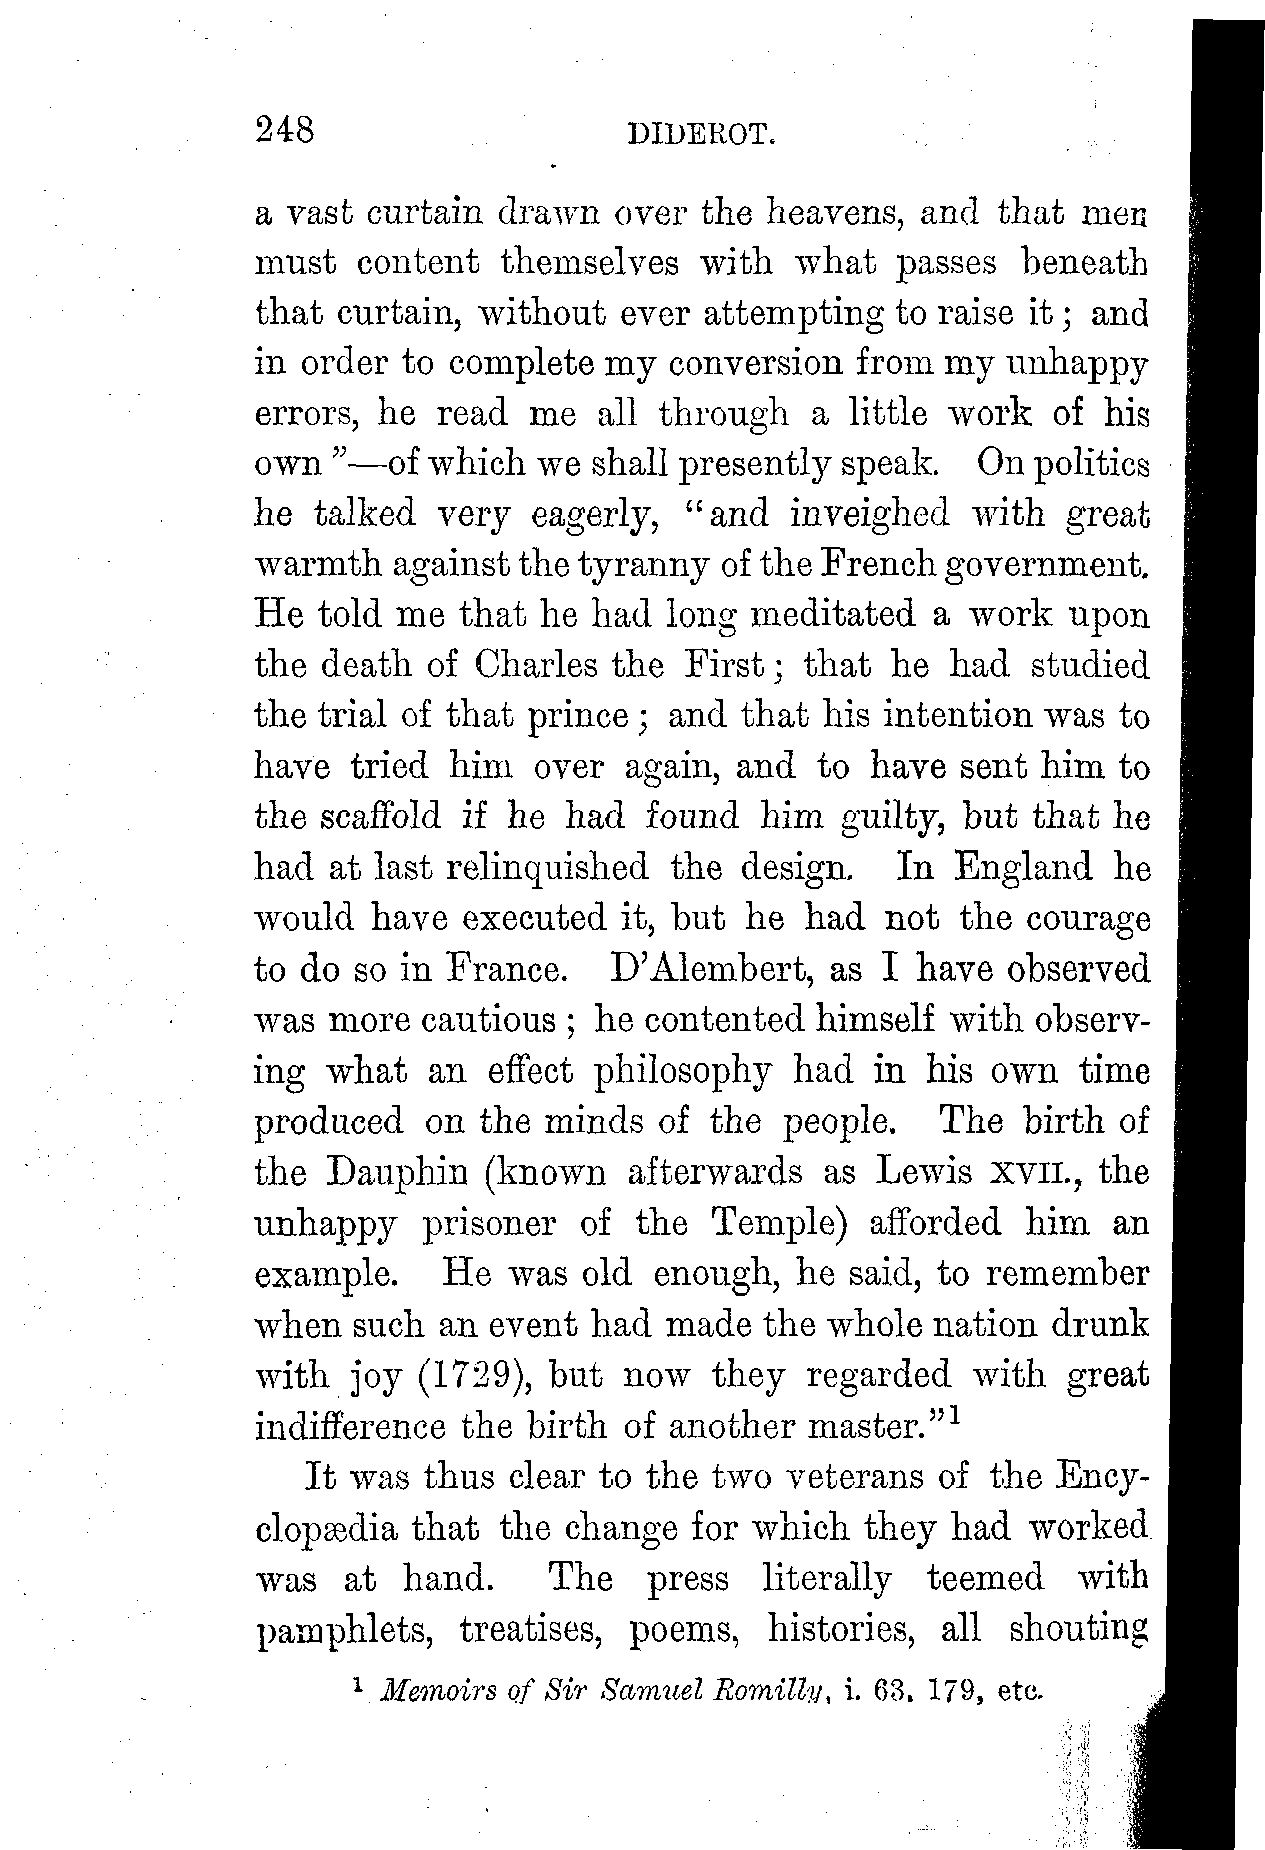 248 DIDEROT.
a vast curtain drawn over the heavens, and that men
must content themselves with what passes beneath
that curtain, without ever attempting to raise it ; and
in order to complete my conversion from my unhappy
errors, he read me all through a little work of his
own ”—of which we shall presently speak. On politics
he talked very eagerly, “and inveighed with great
warmth against the tyranny of the French government.
He told me that he had long meditated a work upon
the death of Charles the First ; that he had studied
the trial of that prince ; and that his intention was to
have tried him over again, and to have sent him to
the scaffold if he had found him guilty, but that he
had at last relinquished the design. In England he
would have executed it, but he had not the courage
to do so in France. D’Alembert, as I have observed
was more cautious ; he contented himself with observ-
ing what an effect philosophy had in his own time
produced on the minds of the people. The birth of
the Dauphin (known afterwards as Lewis XVII., the
unhappy prisoner of the Temple) afforded him an
example. He was old enough, he said, to remember
when such an event had made the whole nation drunk
with joy (1729), but now they regarded with great
indifference the birth of another master.”1
It was thus clear to the two veterans of the Ency-
clopædia that the change for which they had worked
was at hand. The press literally teemed with
pamphlets, treatises, poems, histories, all shouting
1 Memoirs of Sir Samuel Romilly, i. 63, 179, etc.